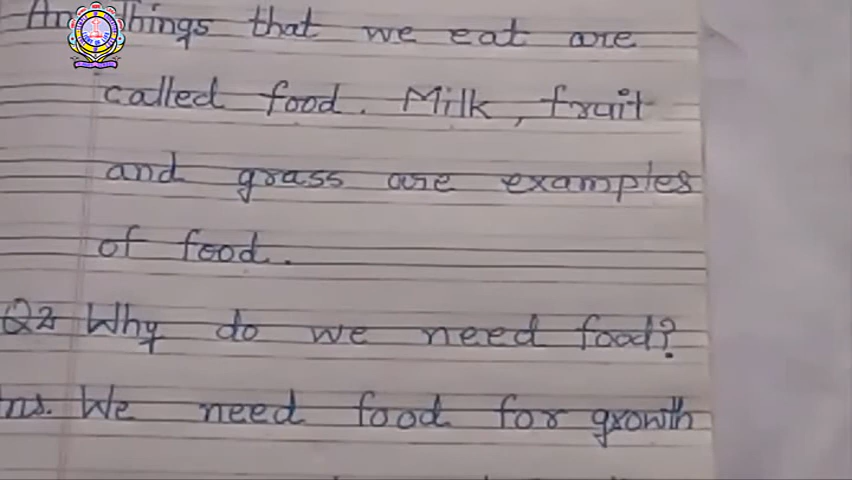 An things that we eat are
called food. Milk, fruit
and grass are examples
of food.
Q2 Why do we need food?
ns. We need food for growth